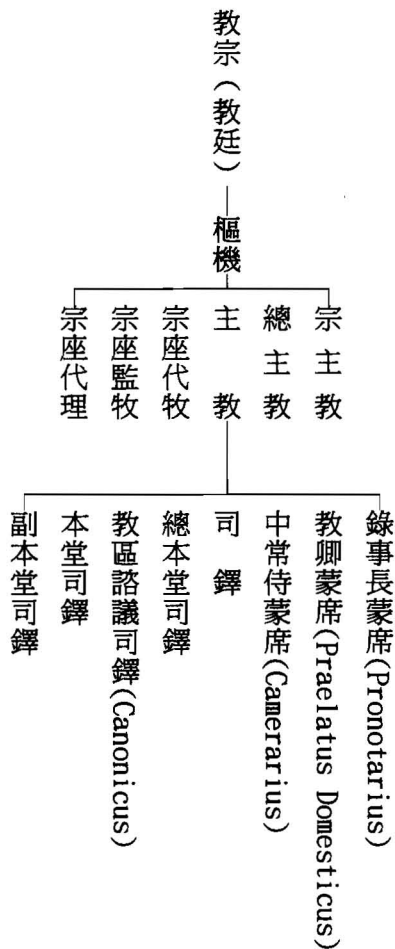 教宗（教廷）
樞機
宗主教
總主教
主教
宗座代牧
宗座監牧
宗座代理
錄事長蒙席(Pronotarius)
教卿蒙席(Praelatus Domesticus)
中常侍蒙席(Camerarius)
司鐸
總本堂司鐸
教區諮議司鐸(Canonicus)
本堂司鐸
副本堂司鐸